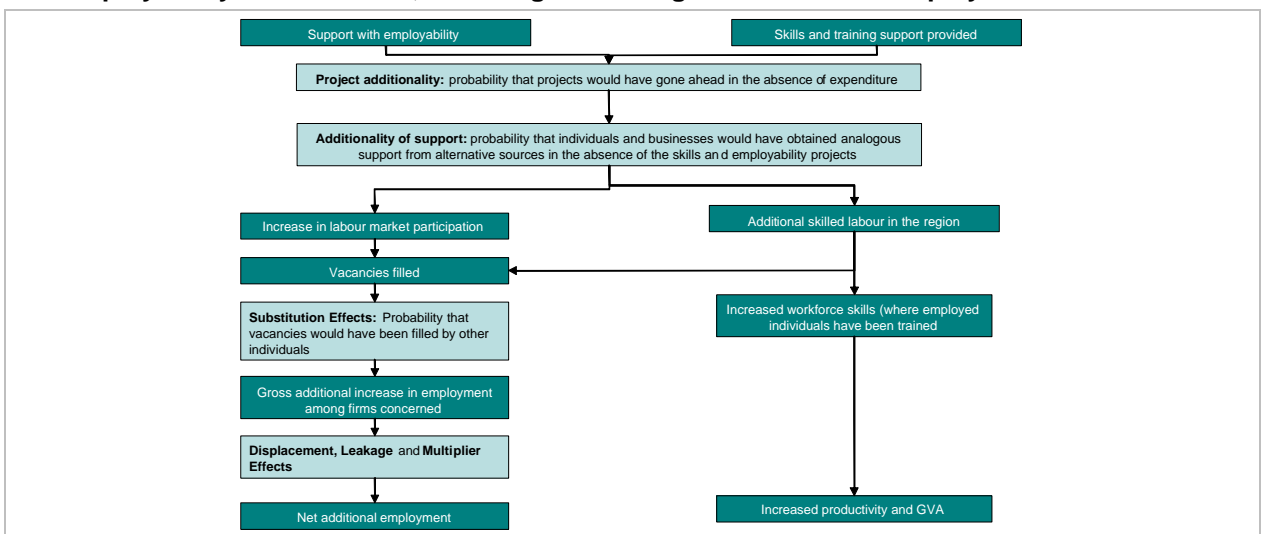 Support with employability
Skills and training support provided
Project additionality: probability that projects would have gone ahead in the absence of expenditure
Additionality of support: probability that individuals and businesses would have obtained analogous
support from alternative sources in the absence of the skills and employability projects
Increase in labour market participation
Additional skilled labour in the region
Vacancies filled
Substitution Effects: Probability that
vacancies would have been filled by other
individuals
Increased workforce skills (where employed
individuals have been trained
Gross additional increase in employment
among firms concerned
Displacement, Leakage and Multiplier
Effects
Net additional employment
Increased productivity and GVA